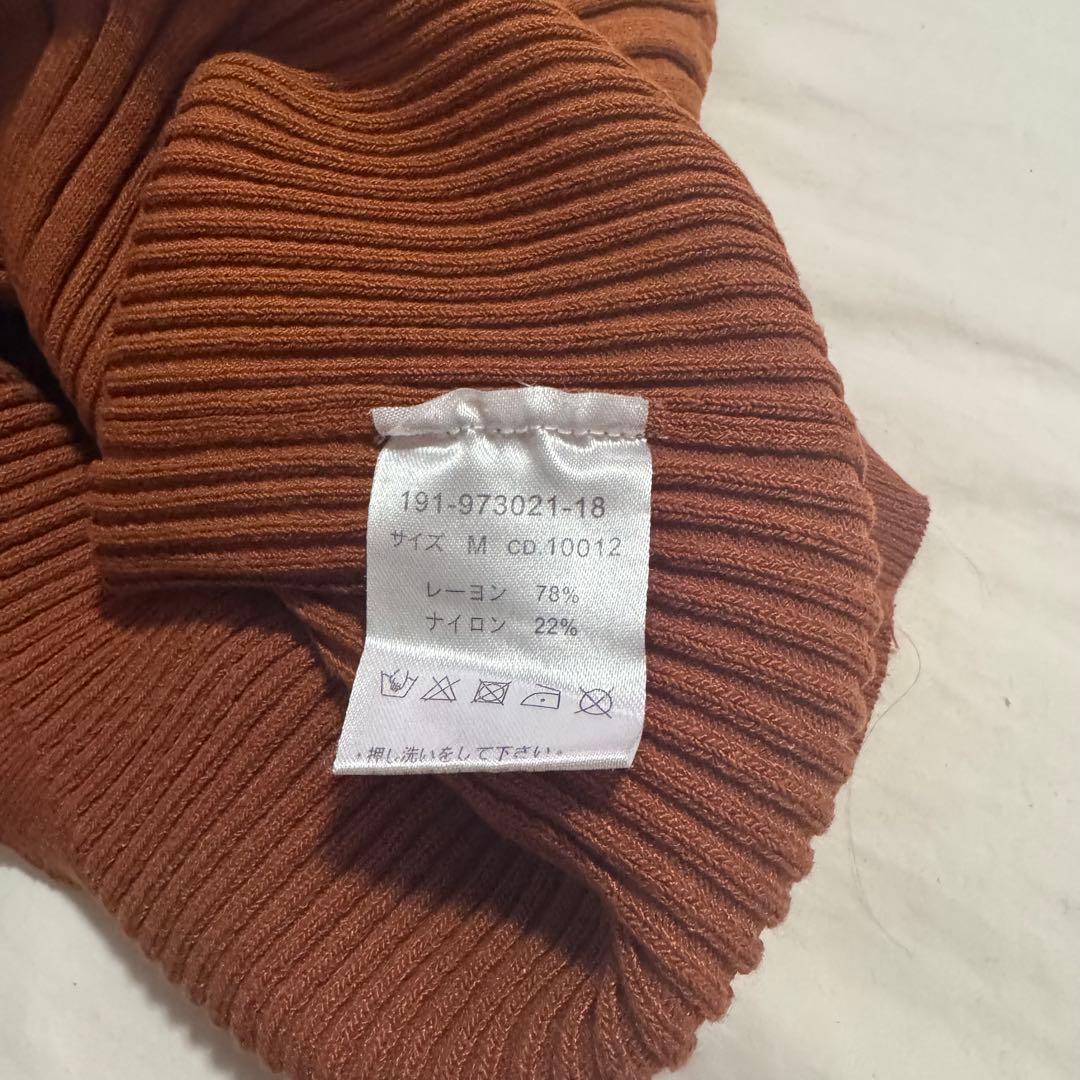 191-973021-18
サイズ M CD 10012
レーヨン 78%
ナイロン 22%
・押し洗いをして下さい。